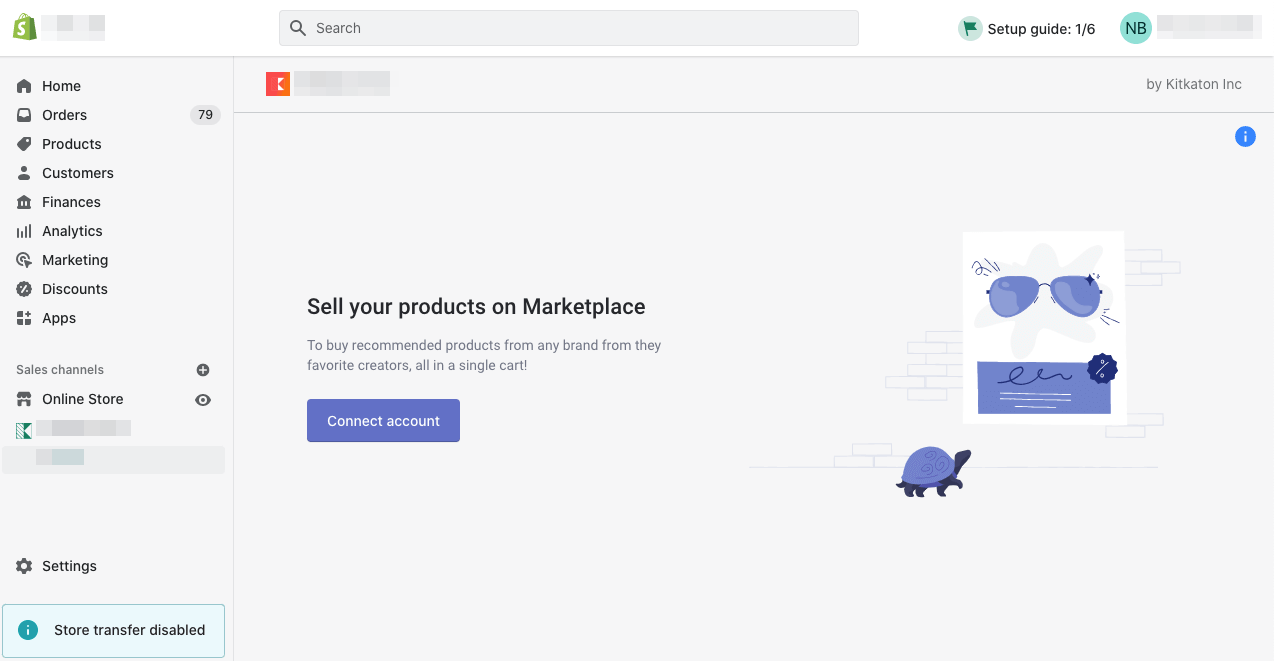 Search
Setup guide: 1/6
NB
Home
Orders 79
Products
Customers
Finances
Analytics
Marketing
Discounts
Apps
Sales channels
Online Store
Settings
Store transfer disabled
by Kitkaton Inc
Sell your products on Marketplace
To buy recommended products from any brand from they
favorite creators, all in a single cart!
Connect account